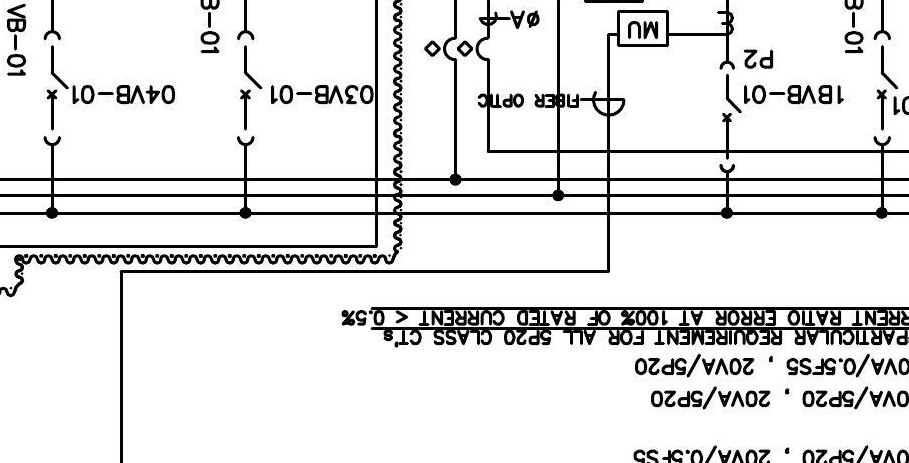 0VA/5P20 , 20VA/0.5FS5
0VA/5P20 , 20VA/5P20
0VA/0.5FS5 , 20VA/5P20
PARTICULAR REQUIREMENT FOR ALL 5P20 CLASS CT's
RRENT RATIO ERROR AT 100% OF RATED CURRENT < 0.5%
01
1BVB-01
FIBER OPTIC
03VB-01
04VB-01
P2
MU
ØA
B-01
B-01
VB-01